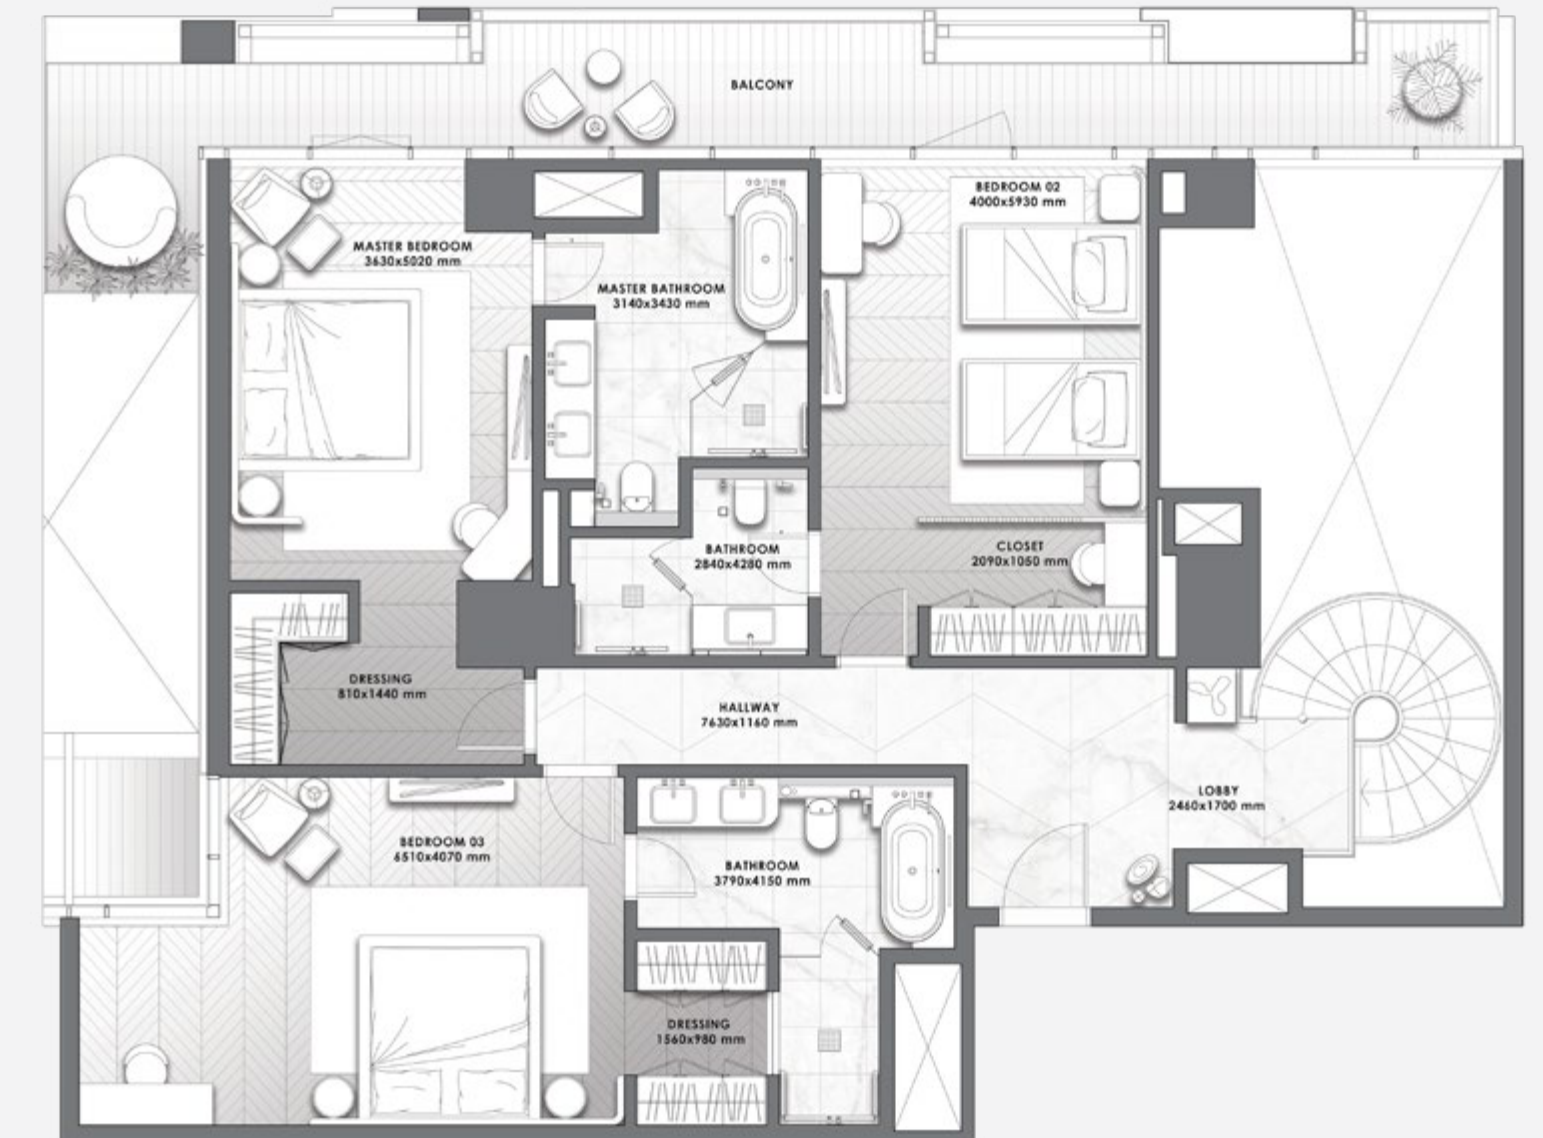 BALCONY
BEDROOM 02
4000x5930 mm
MASTER BEDROOM
3630x5020 mm
MASTER BATHROOM
3140x3430 mm
BATHROOM
2840x4280 mm
CLOSET
2090x1050 mm
DRESSING
810x1440 mm
HALLWAY
7630x1160 mm
LOBBY
2460x1700 mm
BEDROOM 03
6510x4070 mm
BATHROOM
3790x4150 mm
DRESSING
1560x980 mm